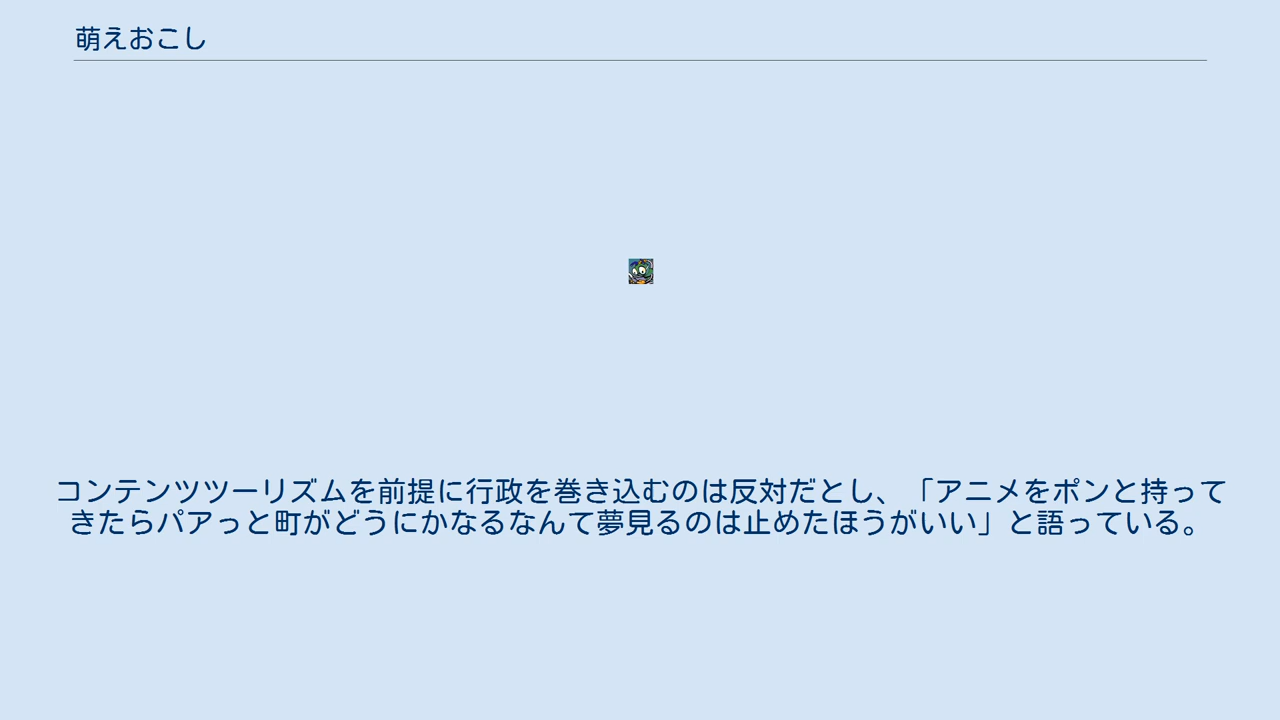 萌えおこし
コンテンツツーリズムを前提に行政を巻き込むのは反対だとし、「アニメをポンと持って
きたらパアっと町がどうにかなるなんて夢見るのは止めたほうがいい」と語っている。